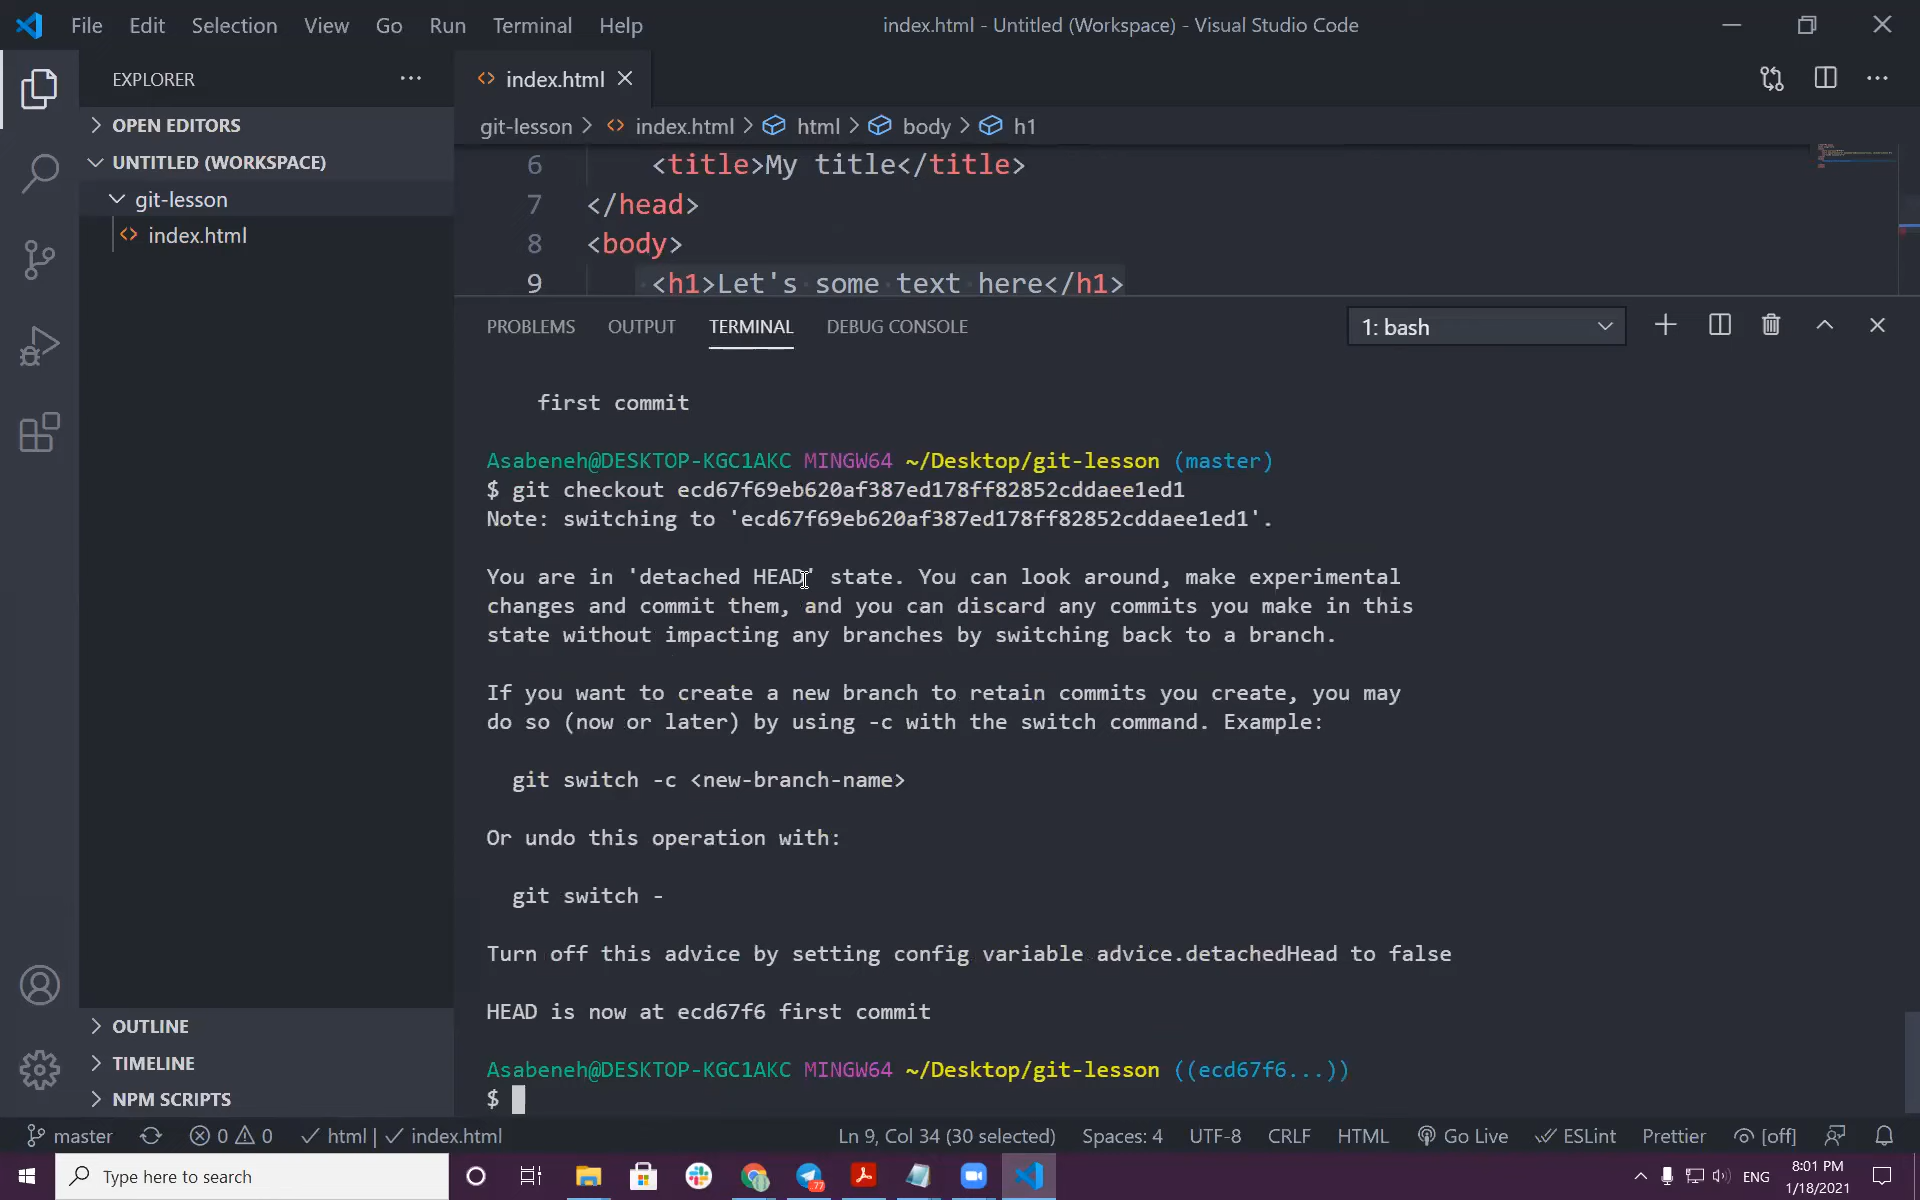 File Edit Selection View Go Run Terminal Help
index.html - Untitled (Workspace) - Visual Studio Code
EXPLORER
OPEN EDITORS
UNTITLED (WORKSPACE)
git-lesson
index.html
OUTLINE
TIMELINE
NPM SCRIPTS
index.html
git-lesson > index.html > html > body > h1
6 <title>My title</title>
7 </head>
8 <body>
9 <h1>Let's some text here</h1>
PROBLEMS OUTPUT TERMINAL DEBUG CONSOLE
1: bash
first commit
Asabeneh@DESKTOP-KGC1AKC MINGW64 ~/Desktop/git-lesson (master)
$ git checkout ecd67f69eb620af387ed178ff82852cddaee1ed1
Note: switching to 'ecd67f69eb620af387ed178ff82852cddaee1ed1'.
You are in 'detached HEAD' state. You can look around, make experimental
changes and commit them, and you can discard any commits you make in this
state without impacting any branches by switching back to a branch.
If you want to create a new branch to retain commits you create, you may
do so (now or later) by using -c with the switch command. Example:
git switch -c <new-branch-name>
Or undo this operation with:
git switch -
Turn off this advice by setting config variable advice.detachedHead to false
HEAD is now at ecd67f6 first commit
Asabeneh@DESKTOP-KGC1AKC MINGW64 ~/Desktop/git-lesson ((ecd67f6...))
$
master 0 0 html | index.html
Ln 9, Col 34 (30 selected) Spaces: 4 UTF-8 CRLF HTML Go Live ESLint Prettier [off]
Type here to search
77
ENG
8:01 PM
1/18/2021